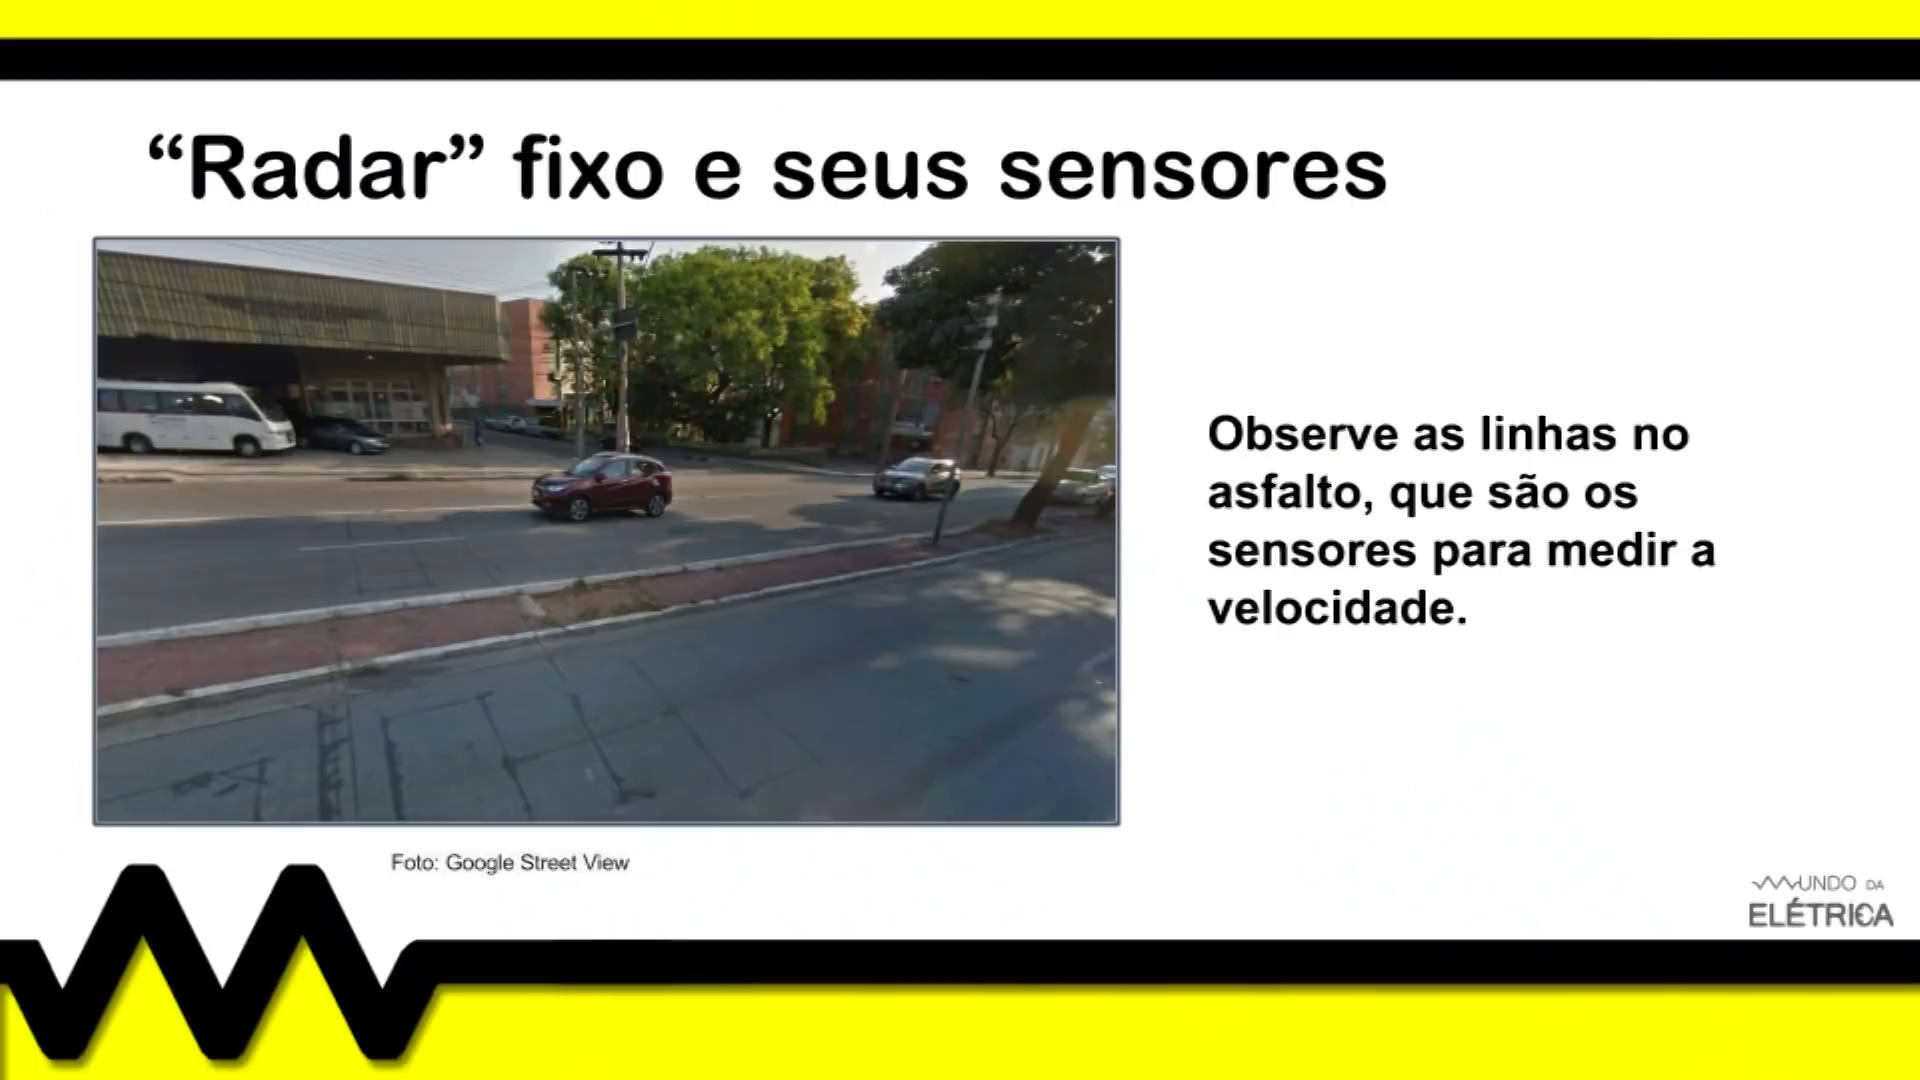 “Radar” fixo e seus sensores
Observe as linhas no
asfalto, que são os
sensores para medir a
velocidade.
Foto: Google Street View
MUNDO DA
ELÉTRICA